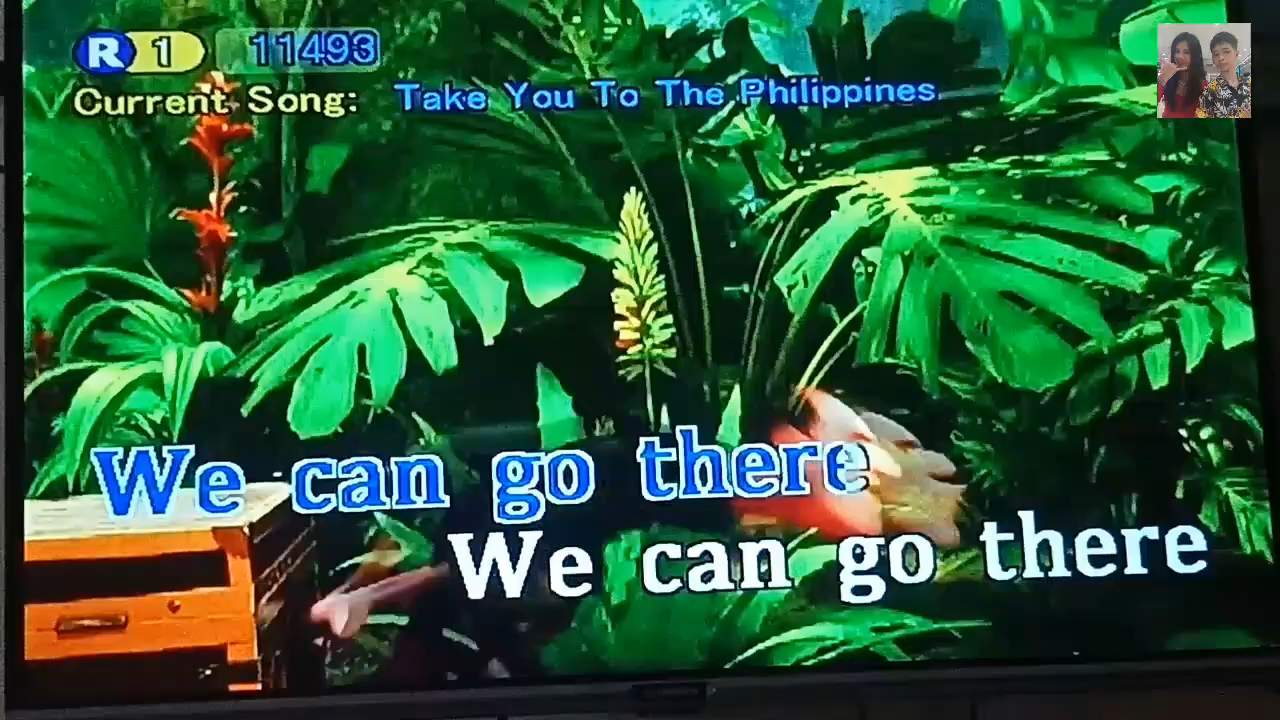 R 1 11493
Current Song: Take You To The Philippines
We can go there
We can go there